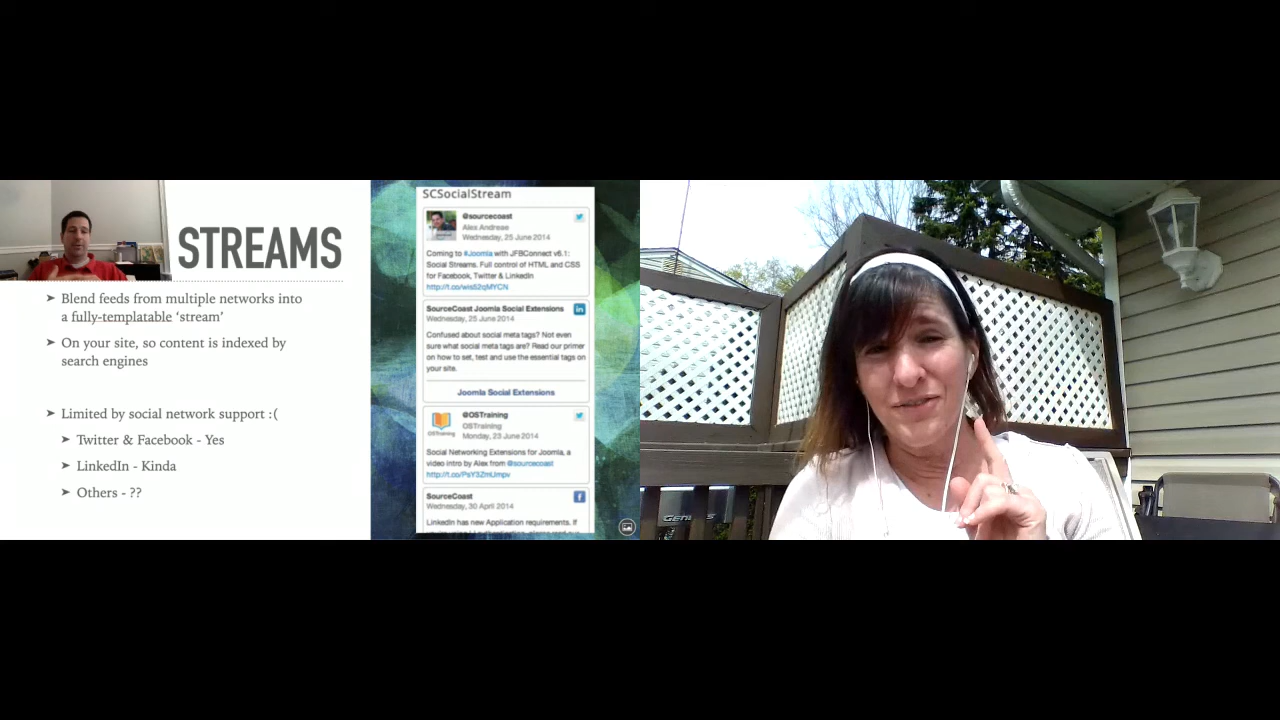 STREAMS
➤ Blend feeds from multiple networks into
a fully-templatable ‘stream’
➤ On your site, so content is indexed by
search engines
➤ Limited by social network support :(
➤ Twitter & Facebook - Yes
➤ LinkedIn - Kinda
➤ Others - ??
SCSocialStream
@sourcecoast
Alex Andreae
Wednesday, 25 June 2014
Coming to #Joomla with JFBConnect v6.1:
Social Streams. Full control of HTML and CSS
for Facebook, Twitter & LinkedIn
SourceCoast Joomla Social Extensions
in
Wednesday, 25 June 2014
Confused about social meta tags? Not even
sure what social meta tags are? Read our primer
on how to set, test and use the essential tags on
your site.
Joomla Social Extensions
@OSTraining
OSTraining
OSTraining
Monday, 23 June 2014
Social Networking Extensions for Joomla, a
video intro by Alex from @sourcecoast
SourceCoast
f
Wednesday, 30 April 2014
LinkedIn has new Application requirements. If
GENESIS